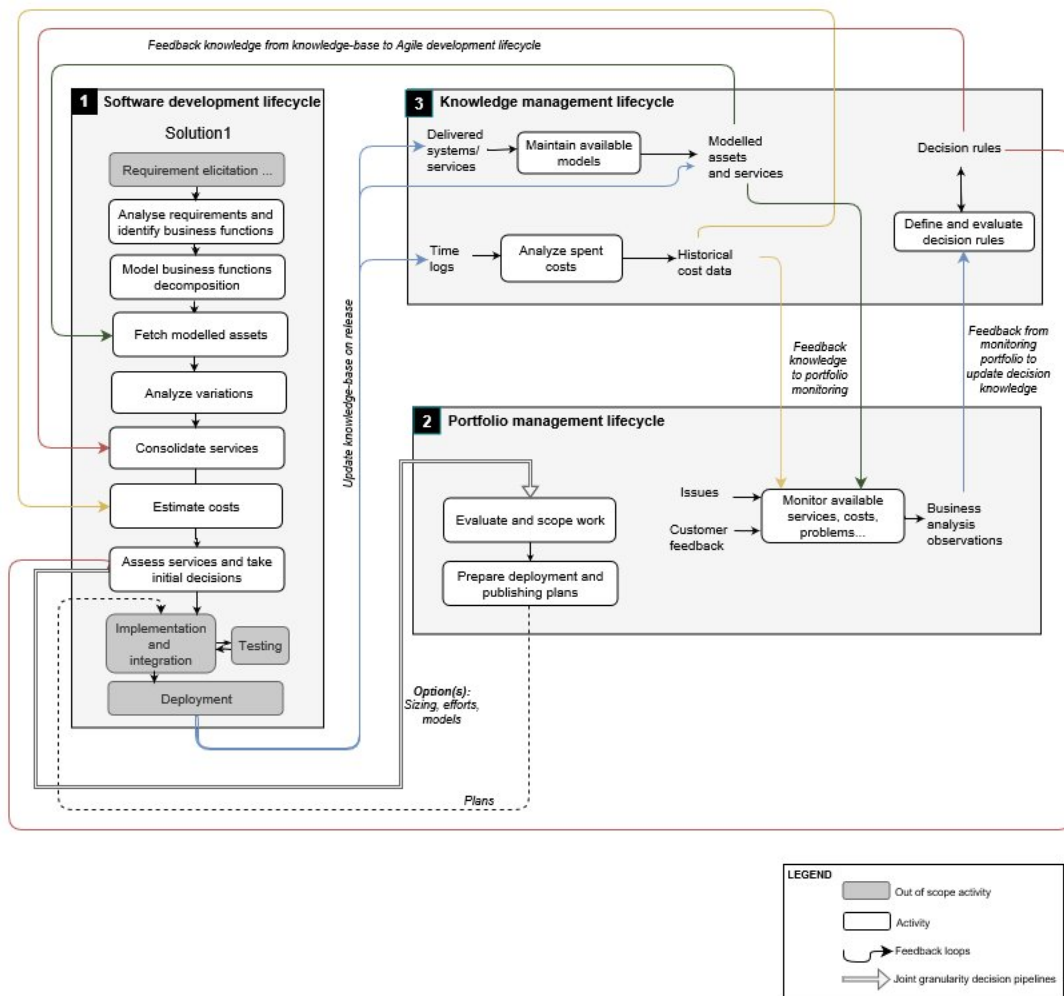 Feedback knowledge from knowledge-base to Agile development lifecycle
1 Software development lifecycle
Solution1
Requirement elicitation ...
Analyse requirements and
identify business functions
Model business functions
decomposition
Fetch modelled assets
Analyze variations
Consolidate services
Estimate costs
Assess services and take
initial decisions
Implementation
and
integration
Testing
Deployment
Update knowledge-base on release
3 Knowledge management lifecycle
Delivered
systems/
services
Maintain available
models
Modelled
assets
and services
Decision rules
Define and evaluate
decision rules
Time
logs
Analyze spent
costs
Historical
cost data
Feedback
knowledge
to portfolio
monitoring
Feedback from
monitoring
portfolio to
update decision
knowledge
2 Portfolio management lifecycle
Evaluate and scope work
Prepare deployment and
publishing plans
Issues
Customer
feedback
Monitor available
services, costs,
problems...
Business
analysis
observations
Option(s):
Sizing, efforts,
models
Plans
LEGEND
Out of scope activity
Activity
Feedback loops
Joint granularity decision pipelines